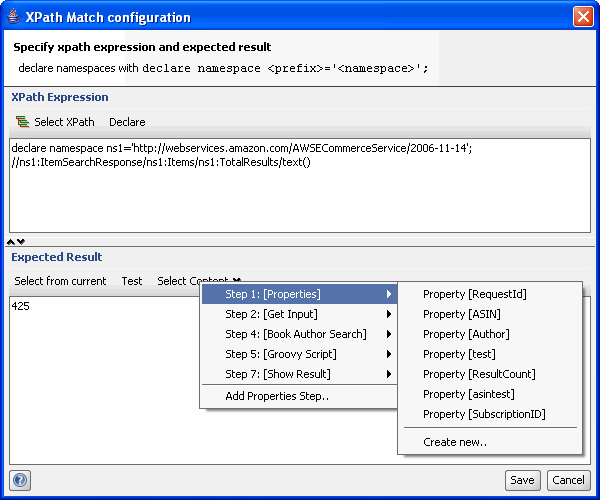 XPath Match configuration
Specify xpath expression and expected result
declare namespaces with declare namespace <prefix>='<namespace>';
XPath Expression
Select XPath Declare
declare namespace ns1='http://webservices.amazon.com/AWSECommerceService/2006-11-14';
//ns1:ItemSearchResponse/ns1:Items/ns1:TotalResults/text()
Expected Result
Select from current Test Select Content
425
Step 1: [Properties]
Step 2: [Get Input]
Step 4: [Book Author Search]
Step 5: [Groovy Script]
Step 7: [Show Result]
Add Properties Step..
Property [RequestId]
Property [ASIN]
Property [Author]
Property [test]
Property [ResultCount]
Property [asintest]
Property [SubscriptionID]
Create new..
? Save Cancel